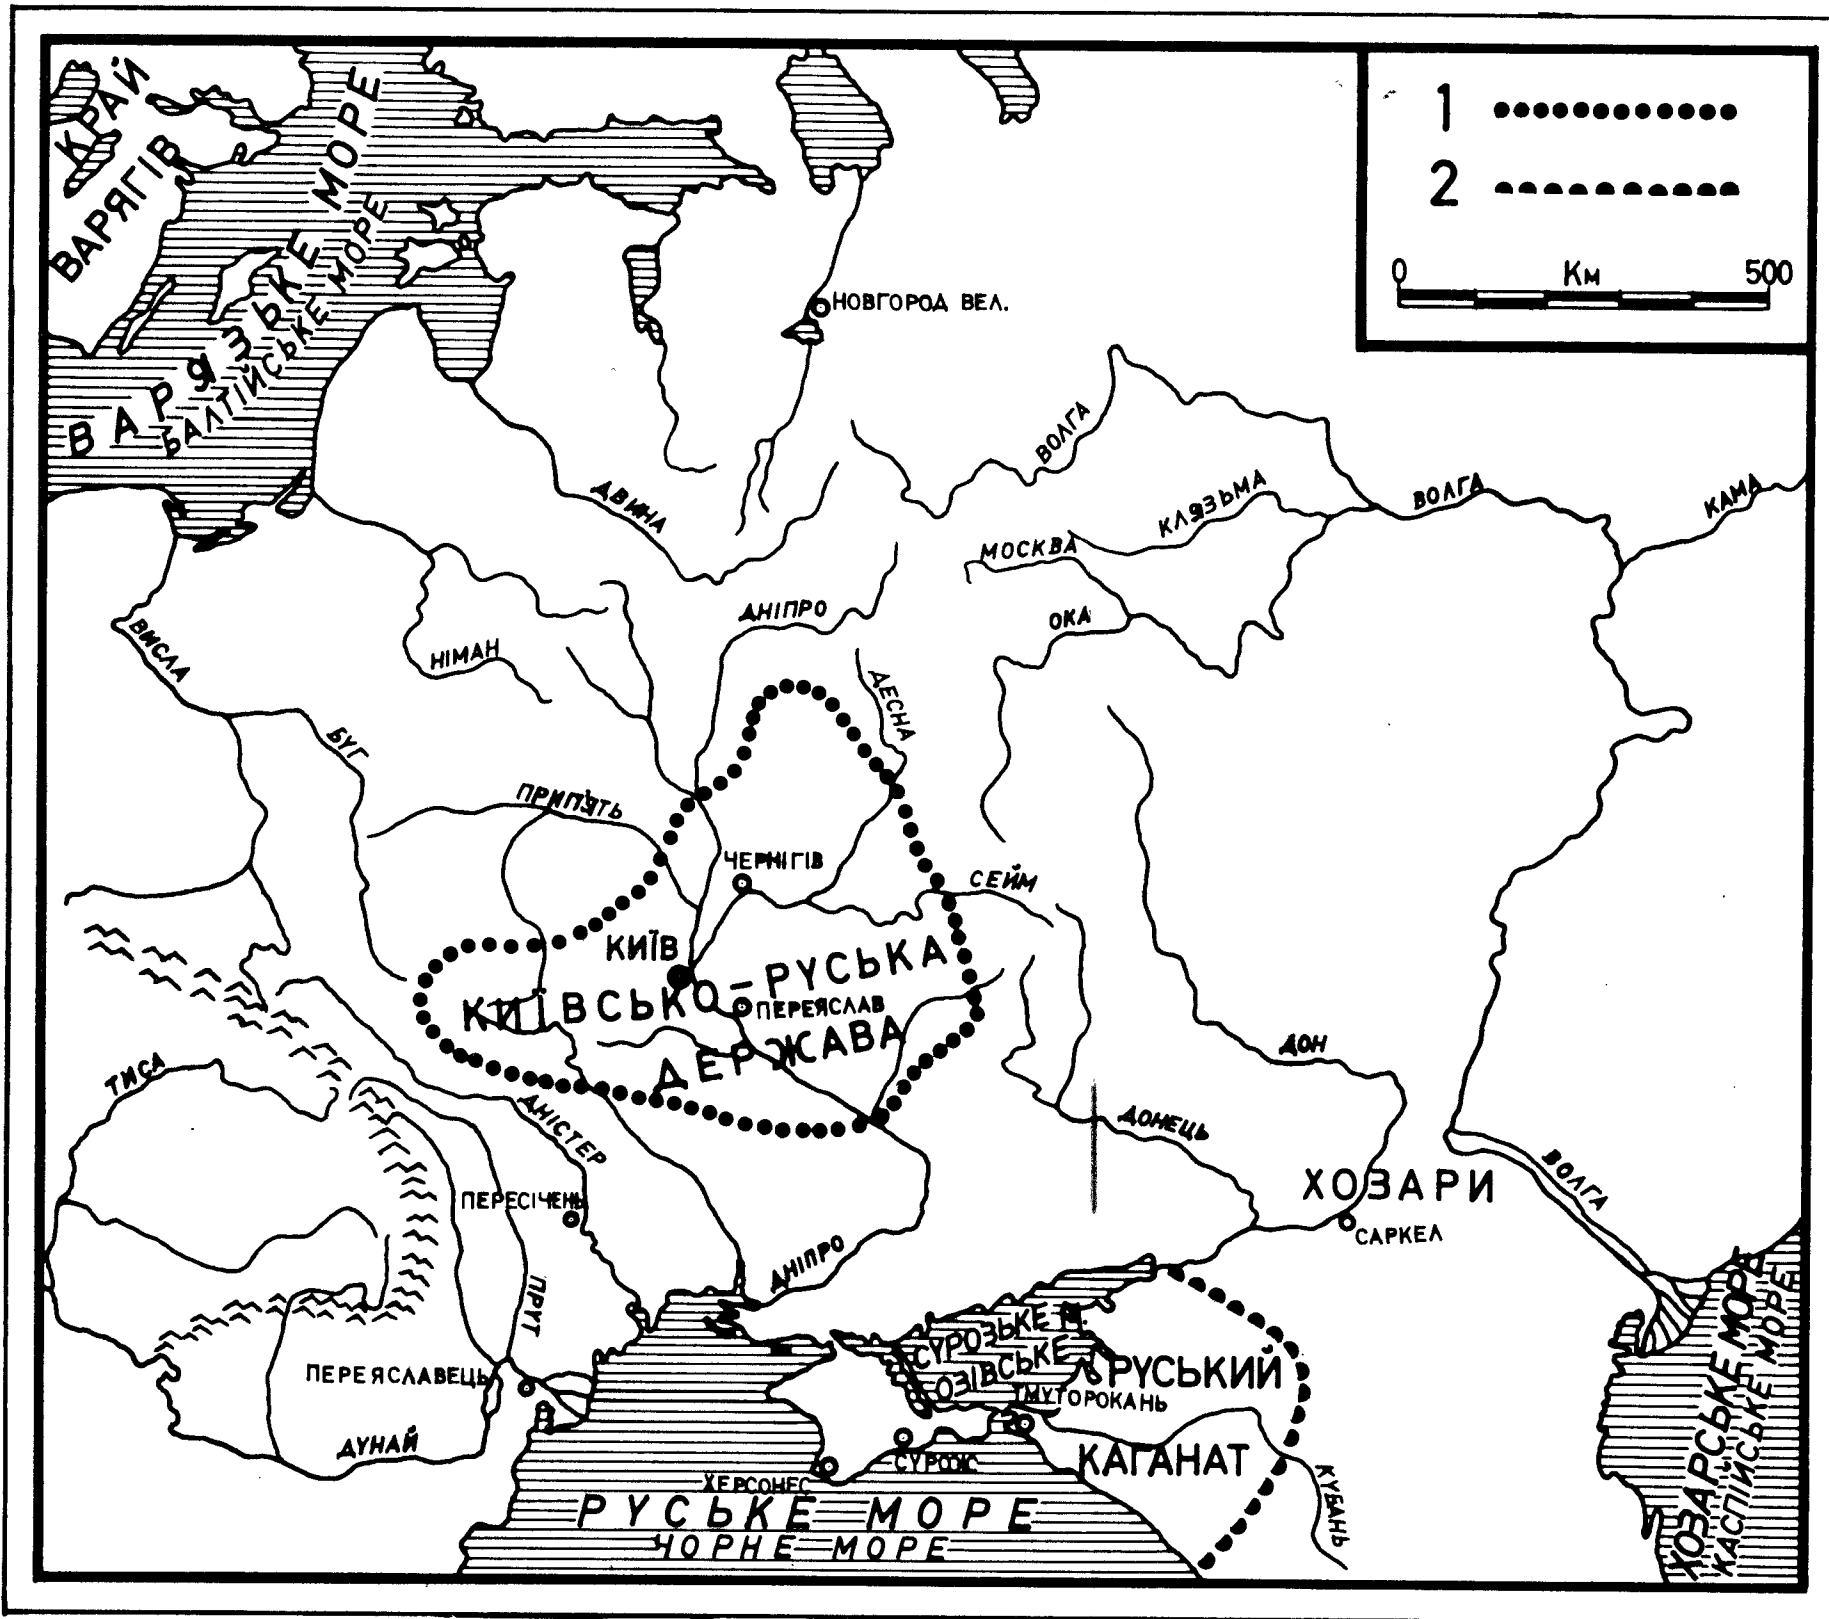 КРАЙ
ВАРЯГІВ
ВАРЯЗЬКЕ МОРЕ
БАЛТІЙСЬКЕ МОРЕ
1
2
0 Км 500
НОВГОРОД ВЕЛ.
ВОЛГА
ДВИНА
КЛЯЗЬМА
ВОЛГА
КАМА
МОСКВА
ДНІПРО
ОКА
ВИСЛА
НІМАН
ДЕСНА
БУГ
ПРИП'ЯТЬ
ЧЕРНІГІВ
СЕЙМ
КИЇВ
КИЇВСЬКО-РУСЬКА
ПЕРЕЯСЛАВ
ДЕРЖАВА
ДОН
ТИСА
ДНІСТЕР
ДОНЕЦЬ
ПЕРЕСІЧЕНЬ
ХОЗАРИ
ВОЛГА
САРКЕЛ
ДНІПРО
ПРУТ
СУРОЗЬКЕ М.
ОЗІВСЬКЕ
ПЕРЕЯСЛАВЕЦЬ
РУСЬКИЙ
ТМУТОРОКАНЬ
ДУНАЙ
СУРОЖ
КАГАНАТ
ХЕРСОНЕС
КУБАНЬ
РУСЬКЕ МОРЕ
ЧОРНЕ МОРЕ
ХОЗАРСЬКЕ МОРЕ
КАСПІЙСЬКЕ МОРЕ